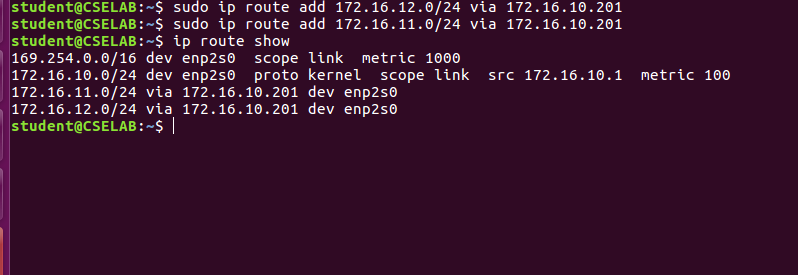 student@CSELAB:~$ sudo ip route add 172.16.12.0/24 via 172.16.10.201
student@CSELAB:~$ sudo ip route add 172.16.11.0/24 via 172.16.10.201
student@CSELAB:~$ ip route show
169.254.0.0/16 dev enp2s0  scope link  metric 1000
172.16.10.0/24 dev enp2s0  proto kernel  scope link  src 172.16.10.1  metric 100
172.16.11.0/24 via 172.16.10.201 dev enp2s0
172.16.12.0/24 via 172.16.10.201 dev enp2s0
student@CSELAB:~$